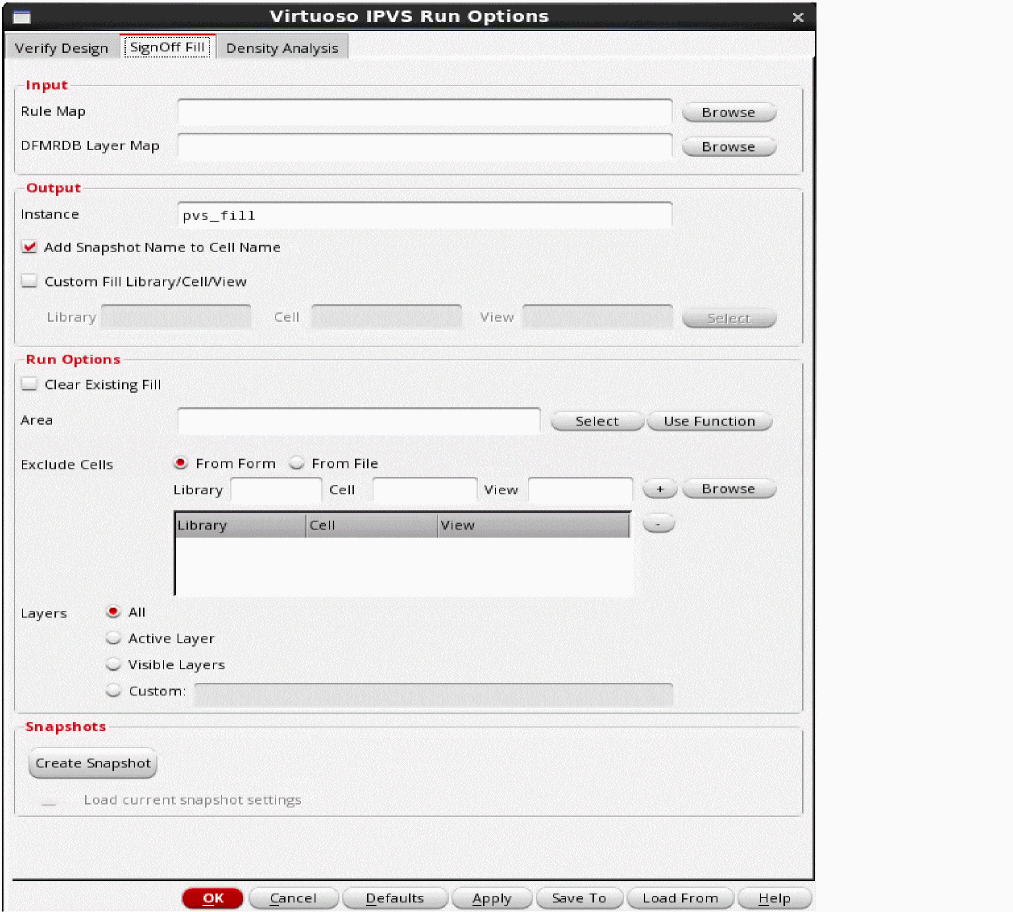 Virtuoso IPVS Run Options
Verify Design SignOff Fill Density Analysis
Input
Rule Map Browse
DFMRDB Layer Map Browse
Output
Instance pvs_fill
Add Snapshot Name to Cell Name
Custom Fill Library/Cell/View
Library Cell View Select
Run Options
Clear Existing Fill
Area Select Use Function
Exclude Cells From Form From File
Library Cell View + Browse
Library Cell View -
Layers All
Active Layer
Visible Layers
Custom:
Snapshots
Create Snapshot
Load current snapshot settings
OK Cancel Defaults Apply Save To Load From Help